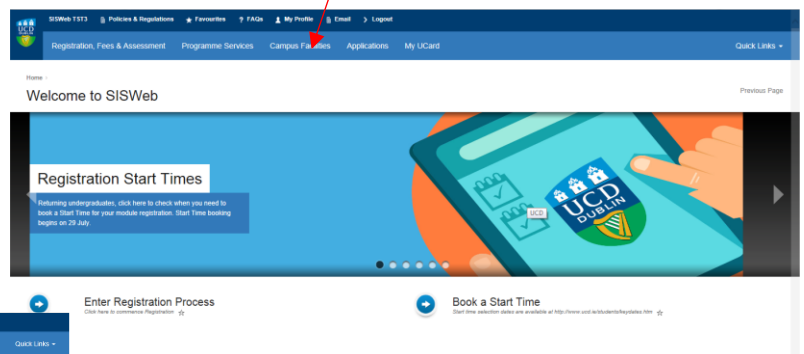 SISWeb TST3 Policies & Regulations Favourites ? FAQs My Profile Email > Logout
UCD
DUBLIN
Registration, Fees & Assessment Programme Services Campus Facilities Applications My UCard Quick Links
Home >
Welcome to SISWeb
Previous Page
Registration Start Times
Returning undergraduates, click here to check when you need to
book a Start Time for your module registration. Start Time booking
begins on 29 July.
UCD
DUBLIN
UCD
Enter Registration Process
Click here to commence Registration
Book a Start Time
Start time selection dates are available at http://www.ucd.ie/students/keydates.htm
Quick Links